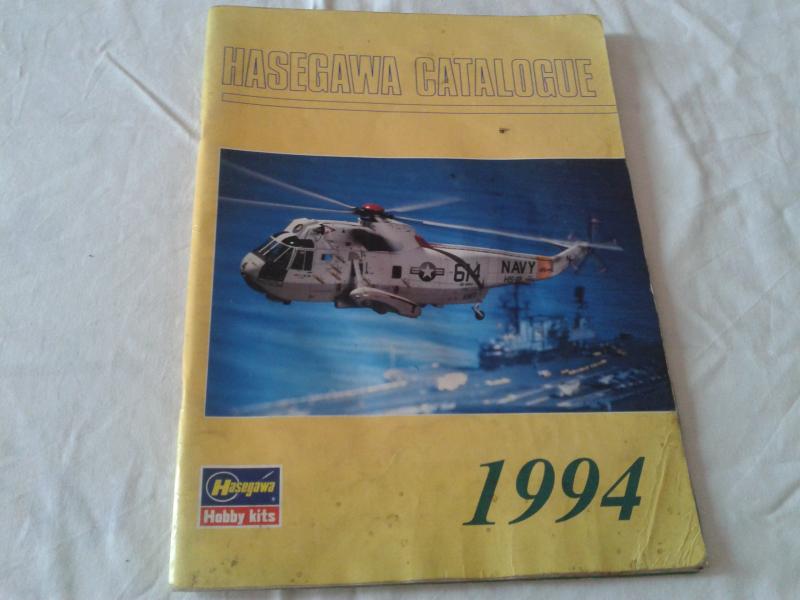 HASEGAWA CATALOGUE
614
NAVY
1994
Hasegawa
Hobby kits